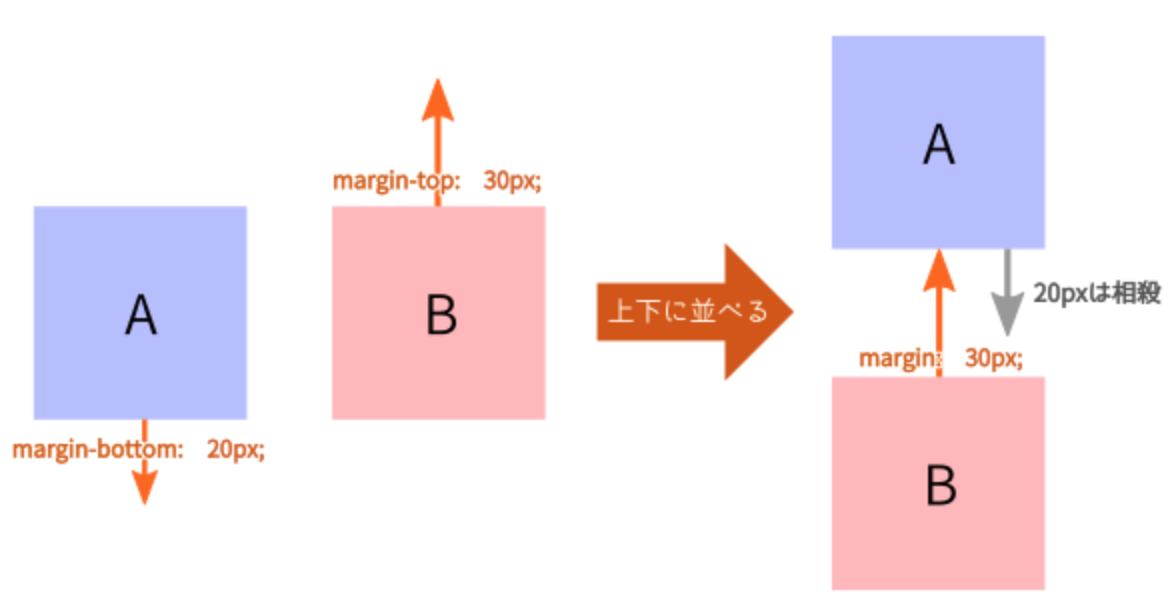 A
margin-bottom: 20px;
margin-top: 30px;
B
上下に並べる
A
20pxは相殺
margin: 30px;
B